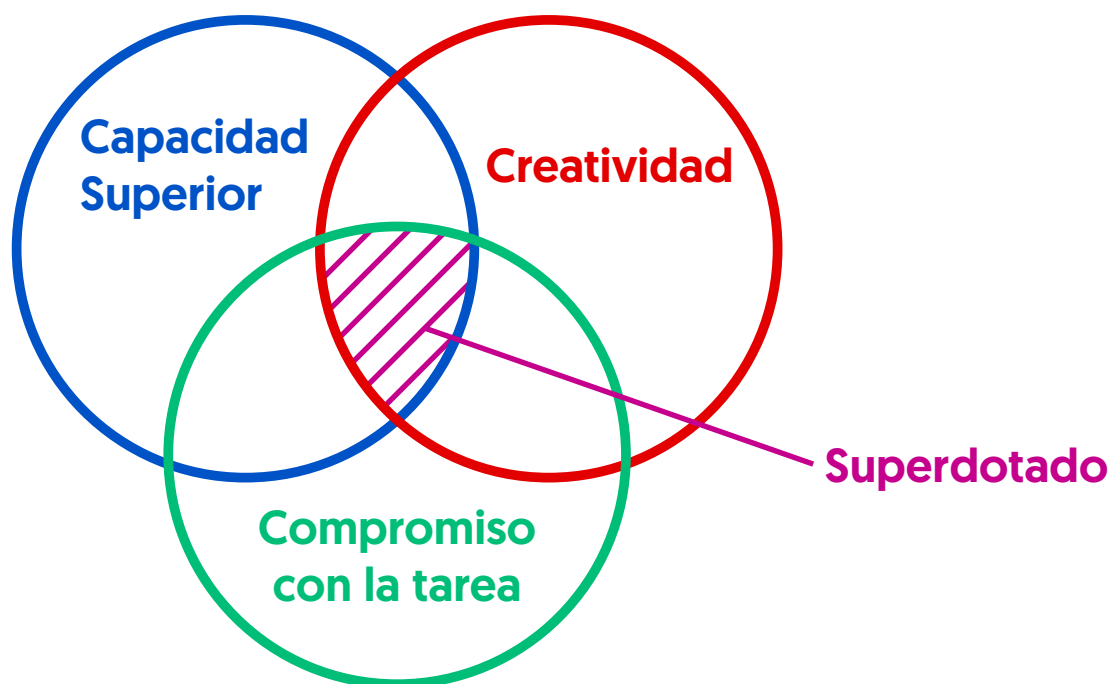 Capacidad
Superior
Creatividad
Superdotado
Compromiso
con la tarea